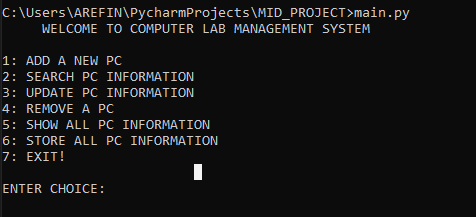 C:\Users\AREFIN\PycharmProjects\MID_PROJECT>main.py
WELCOME TO COMPUTER LAB MANAGEMENT SYSTEM
1: ADD A NEW PC
2: SEARCH PC INFORMATION
3: UPDATE PC INFORMATION
4: REMOVE A PC
5: SHOW ALL PC INFORMATION
6: STORE ALL PC INFORMATION
7: EXIT!
ENTER CHOICE: